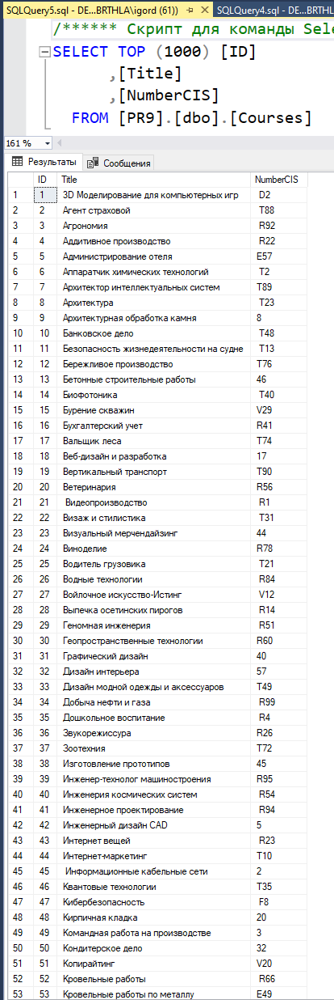 SQLQuery5.sql - DE...BRTHLA\igord (61)) SQLQuery4.sql - DE...BRTHL
/****** Скрипт для команды Sele
SELECT TOP (1000) [ID]
,[Title]
,[NumberCIS]
FROM [PR9].[dbo].[Courses]
161 %
Результаты Сообщения
ID Title NumberCIS
1 1 3D Моделирование для компьютерных игр D2
2 2 Агент страховой T88
3 3 Агрономия R92
4 4 Аддитивное производство R22
5 5 Администрирование отеля E57
6 6 Аппаратчик химических технологий T2
7 7 Архитектор интеллектуальных систем T89
8 8 Архитектура T23
9 9 Архитектурная обработка камня 8
10 10 Банковское дело T48
11 11 Безопасность жизнедеятельности на судне T13
12 12 Бережливое производство T76
13 13 Бетонные строительные работы 46
14 14 Биофотоника T40
15 15 Бурение скважин V29
16 16 Бухгалтерский учет R41
17 17 Вальщик леса T74
18 18 Веб-дизайн и разработка 17
19 19 Вертикальный транспорт T90
20 20 Ветеринария R56
21 21 Видеопроизводство R1
22 22 Визаж и стилистика T31
23 23 Визуальный мерчендайзинг 44
24 24 Виноделие R78
25 25 Водитель грузовика T21
26 26 Водные технологии R84
27 27 Войлочное искусство-Истинг V12
28 28 Выпечка осетинских пирогов R14
29 29 Геномная инженерия R51
30 30 Геопространственные технологии R60
31 31 Графический дизайн 40
32 32 Дизайн интерьера 57
33 33 Дизайн модной одежды и аксессуаров T49
34 34 Добыча нефти и газа R99
35 35 Дошкольное воспитание R4
36 36 Звукорежиссура R26
37 37 Зоотехния T72
38 38 Изготовление прототипов 45
39 39 Инженер-технолог машиностроения R95
40 40 Инженерия космических систем R54
41 41 Инженерное проектирование R94
42 42 Инженерный дизайн CAD 5
43 43 Интернет вещей R23
44 44 Интернет-маркетинг T10
45 45 Информационные кабельные сети 2
46 46 Квантовые технологии T35
47 47 Кибербезопасность F8
48 48 Кирпичная кладка 20
49 49 Командная работа на производстве 3
50 50 Кондитерское дело 32
51 51 Копирайтинг V20
52 52 Кровельные работы R66
53 53 Кровельные работы по металлу E49